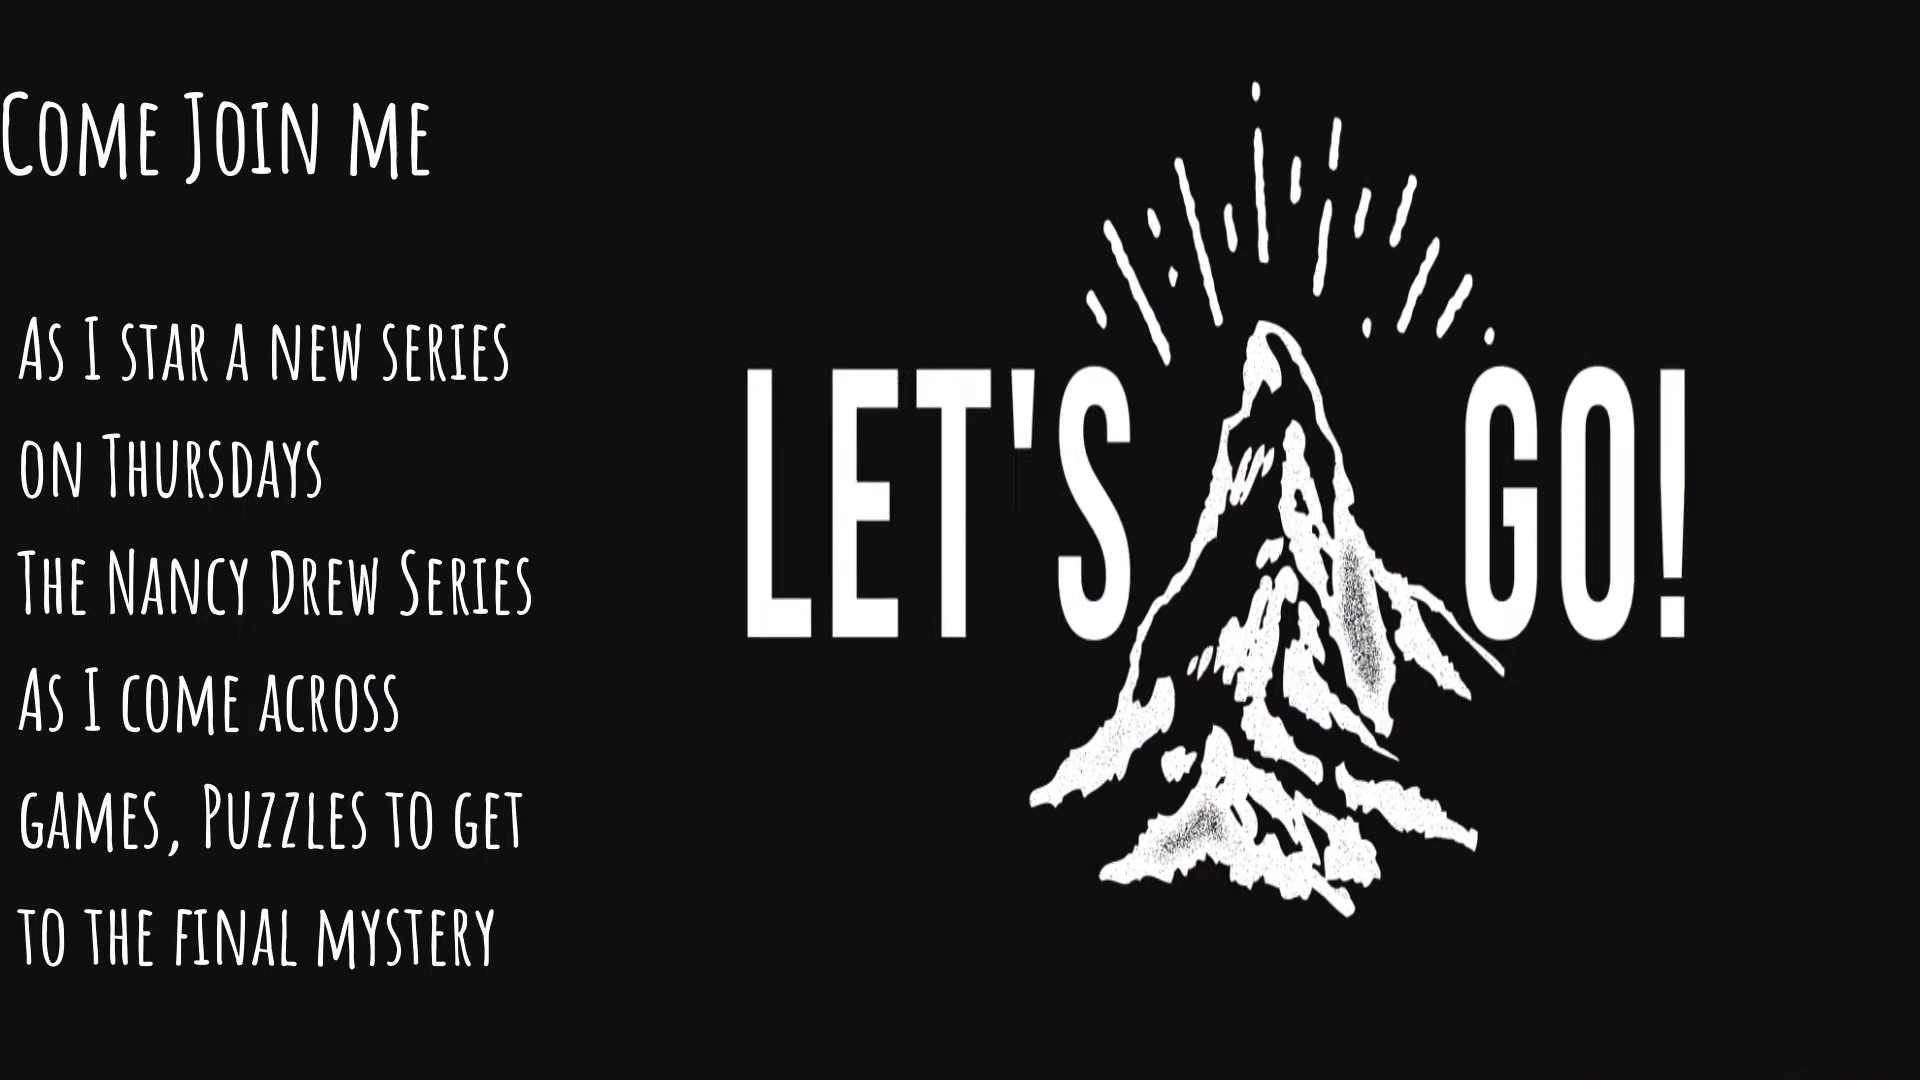 Come Join me
As I star a new series
on Thursdays
The Nancy Drew Series
As I come across
games, Puzzles to get
to the final mystery
LET'S GO!